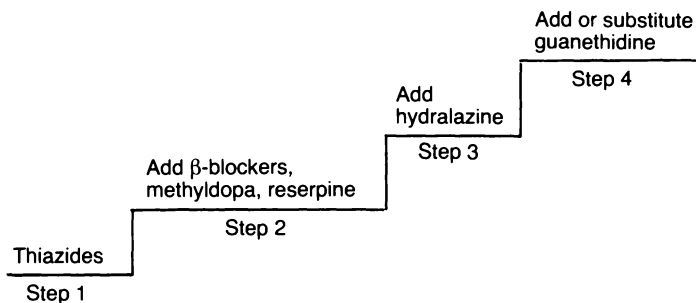 Add or substitute
guanethidine
Step 4
Add
hydralazine
Step 3
Add β-blockers,
methyldopa, reserpine
Step 2
Thiazides
Step 1